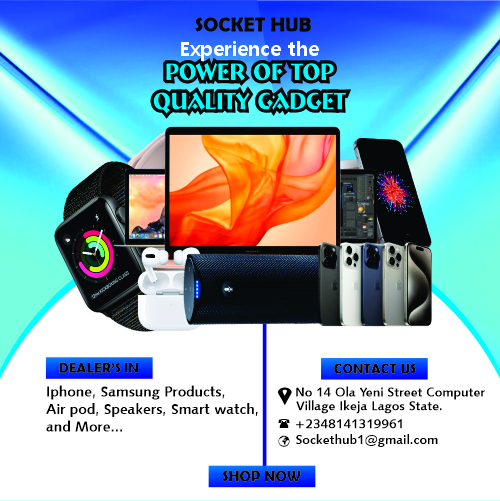 SOCKET HUB
Experience the
POWER OF TOP
QUALITY GADGET
DEALER'S IN
Iphone, Samsung Products,
Air pod, Speakers, Smart watch,
and More...
CONTACT US
No 14 Ola Yeni Street Computer
Village Ikeja Lagos State.
+2348141319961
Sockethub1@gmail.com
SHOP NOW